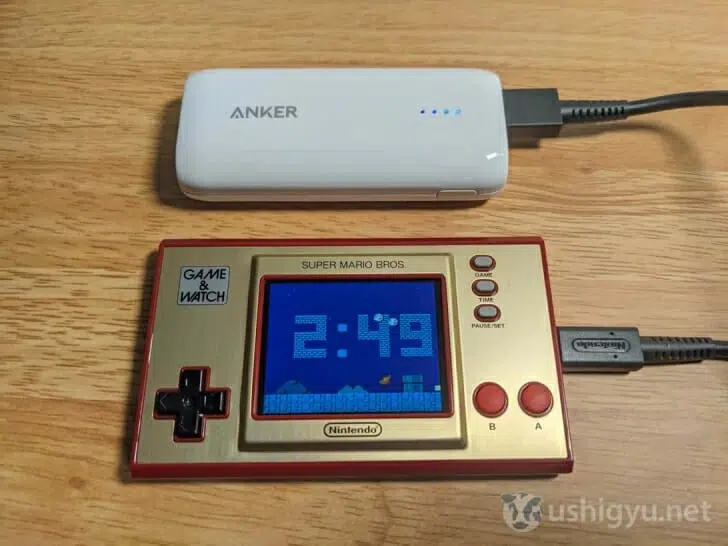 ANKER
SUPER MARIO BROS.
GAME
&
WATCH
GAME
TIME
PAUSE/SET
2:49
Nintendo
B
A
Nintendo
ushigyu.net